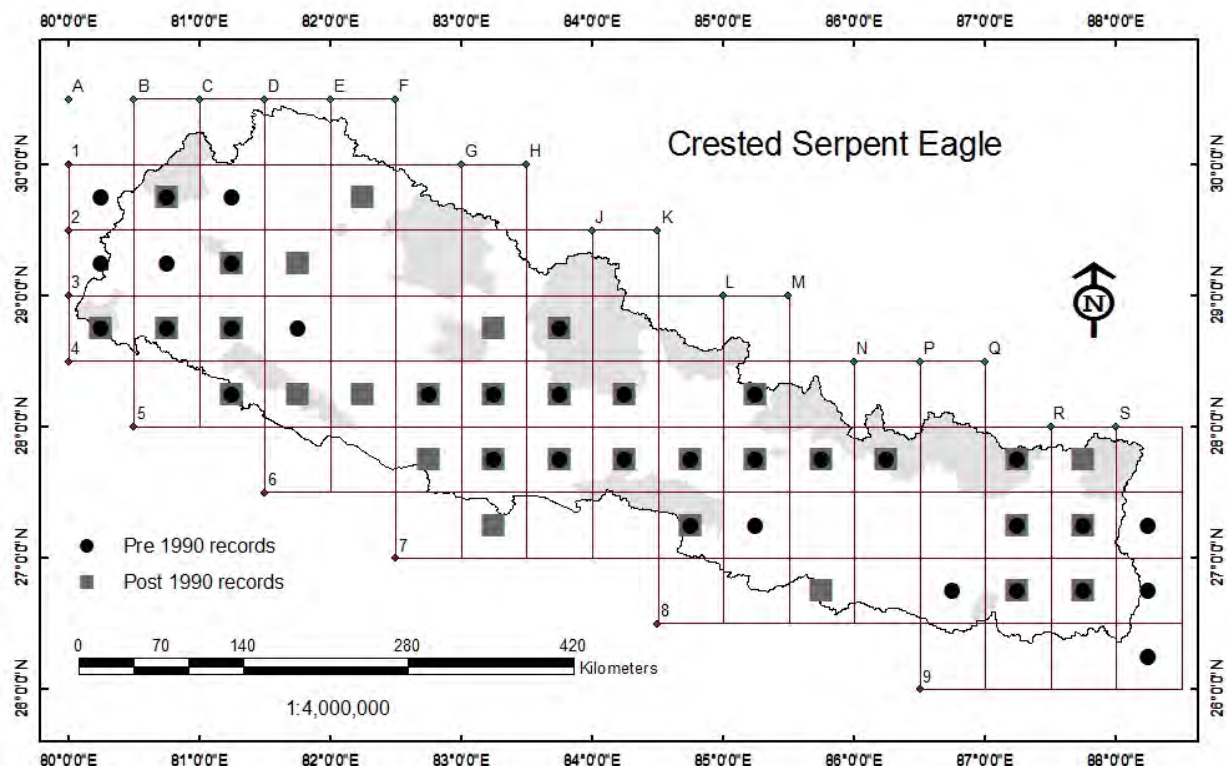 80°0'0"E 81°0'0"E 82°0'0"E 83°0'0"E 84°0'0"E 85°0'0"E 86°0'0"E 87°0'0"E 88°0'0"E
A B C D E F
Crested Serpent Eagle
30°0'0"N 1 G H 30°0'0"N
2 J K
29°0'0"N 3 L M 29°0'0"N
N
4 N P Q
28°0'0"N 5 R S 28°0'0"N
6
Pre 1990 records
27°0'0"N 7 27°0'0"N
Post 1990 records
8
0 70 140 280 420
Kilometers
9
26°0'0"N 26°0'0"N
1:4,000,000
80°0'0"E 81°0'0"E 82°0'0"E 83°0'0"E 84°0'0"E 85°0'0"E 86°0'0"E 87°0'0"E 88°0'0"E